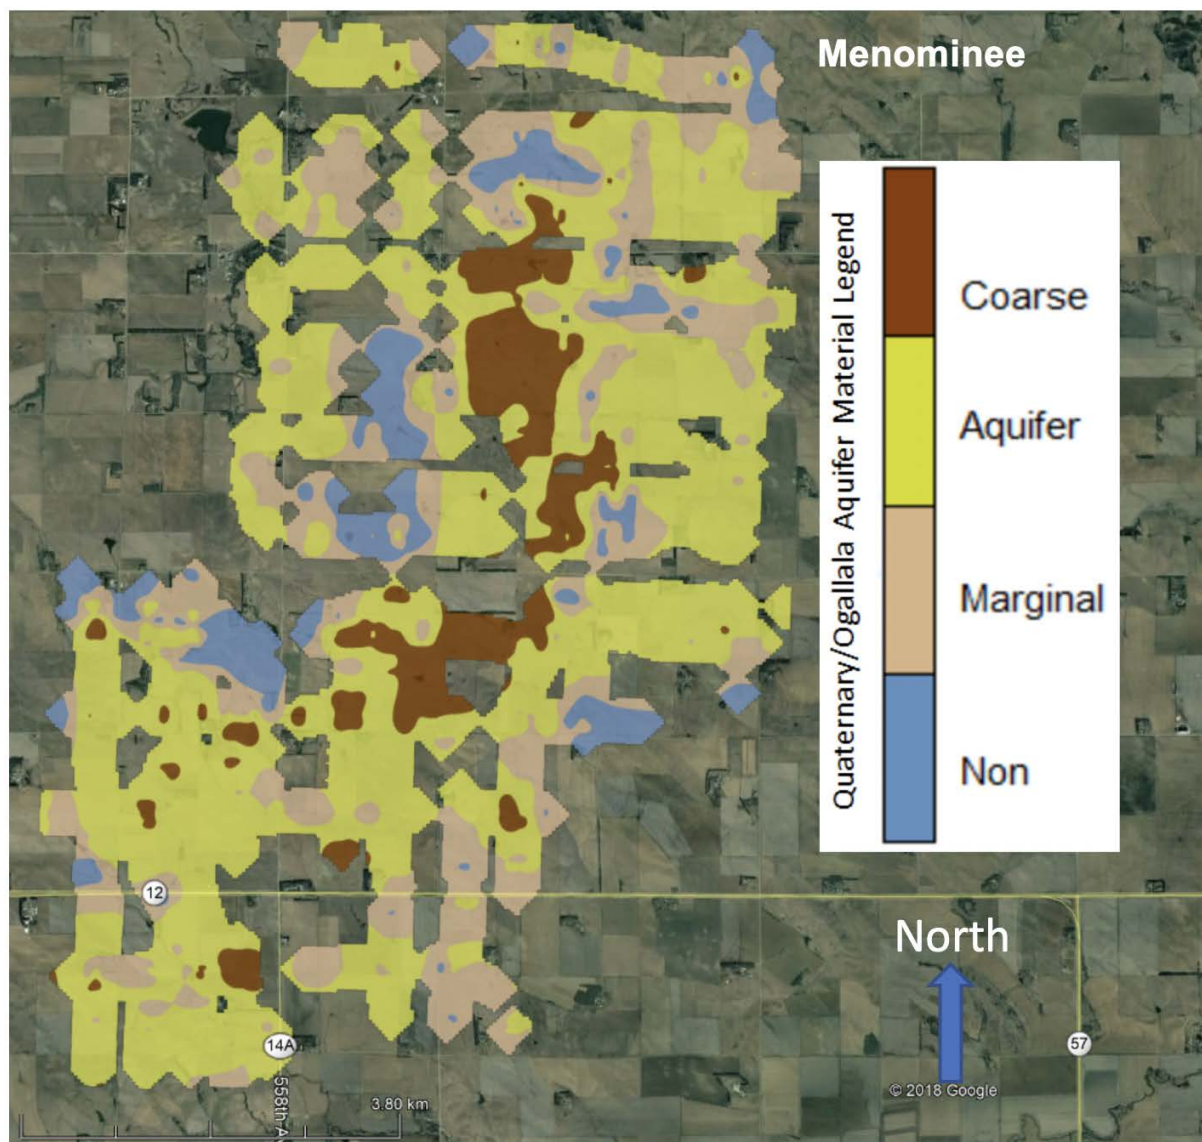 Menominee
Quaternary/Ogallala Aquifer Material Legend
Coarse
Aquifer
Marginal
Non
12
North
14A
57
558th A
3.80 km
© 2018 Google